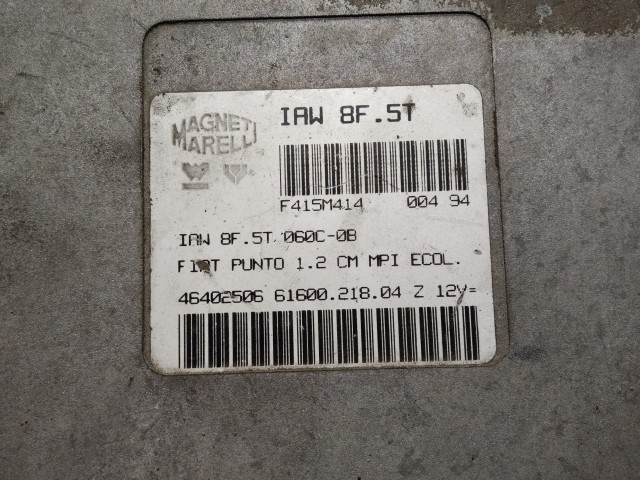 MAGNETI
MARELLI
IAW 8F.5T
F415M414 004 94
IAW 8F.5T 060C-0B
FIAT PUNTO 1.2 CM MPI ECOL.
46402506 61600.218.04 Z 12V=